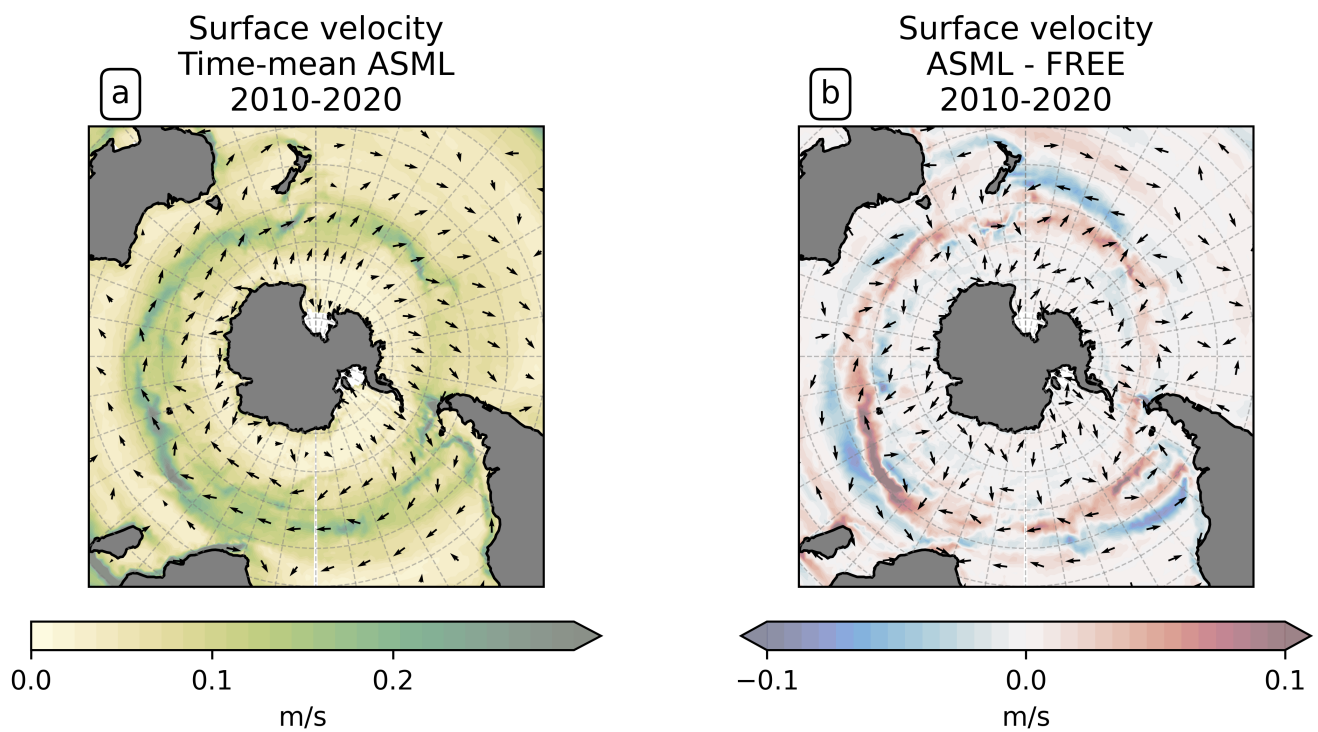 Surface velocity
Time-mean ASML
2010-2020
a
0.0 0.1 0.2
m/s
Surface velocity
ASML - FREE
2010-2020
b
−0.1 0.0 0.1
m/s